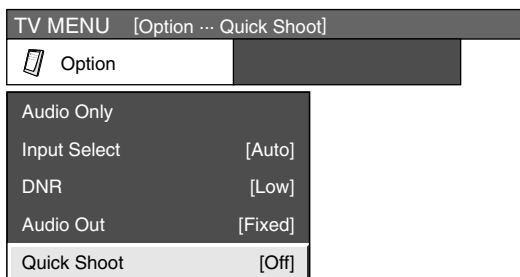 TV MENU [Option ··· Quick Shoot]
Option
Audio Only
Input Select [Auto]
DNR [Low]
Audio Out [Fixed]
Quick Shoot [Off]